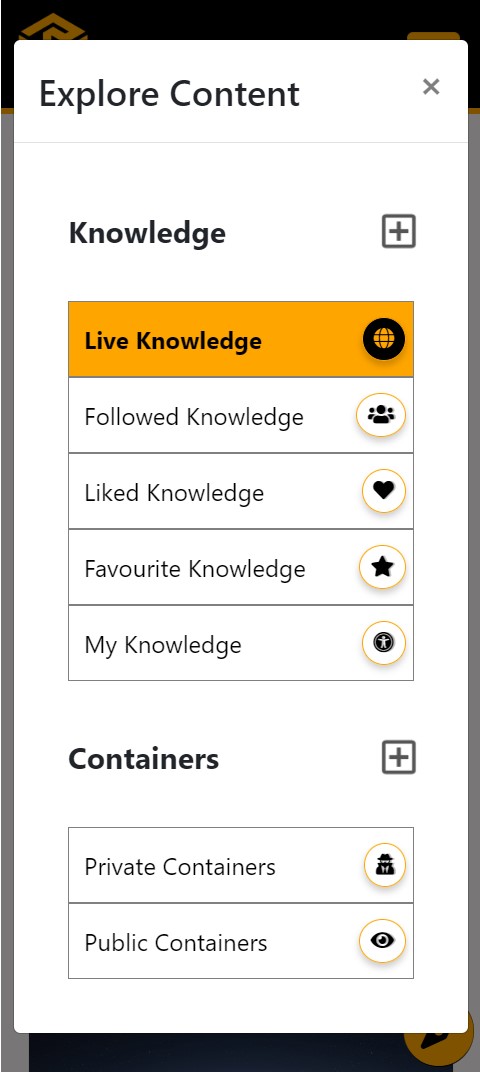 Explore Content
×
Knowledge
Live Knowledge
Followed Knowledge
Liked Knowledge
Favourite Knowledge
My Knowledge
Containers
Private Containers
Public Containers